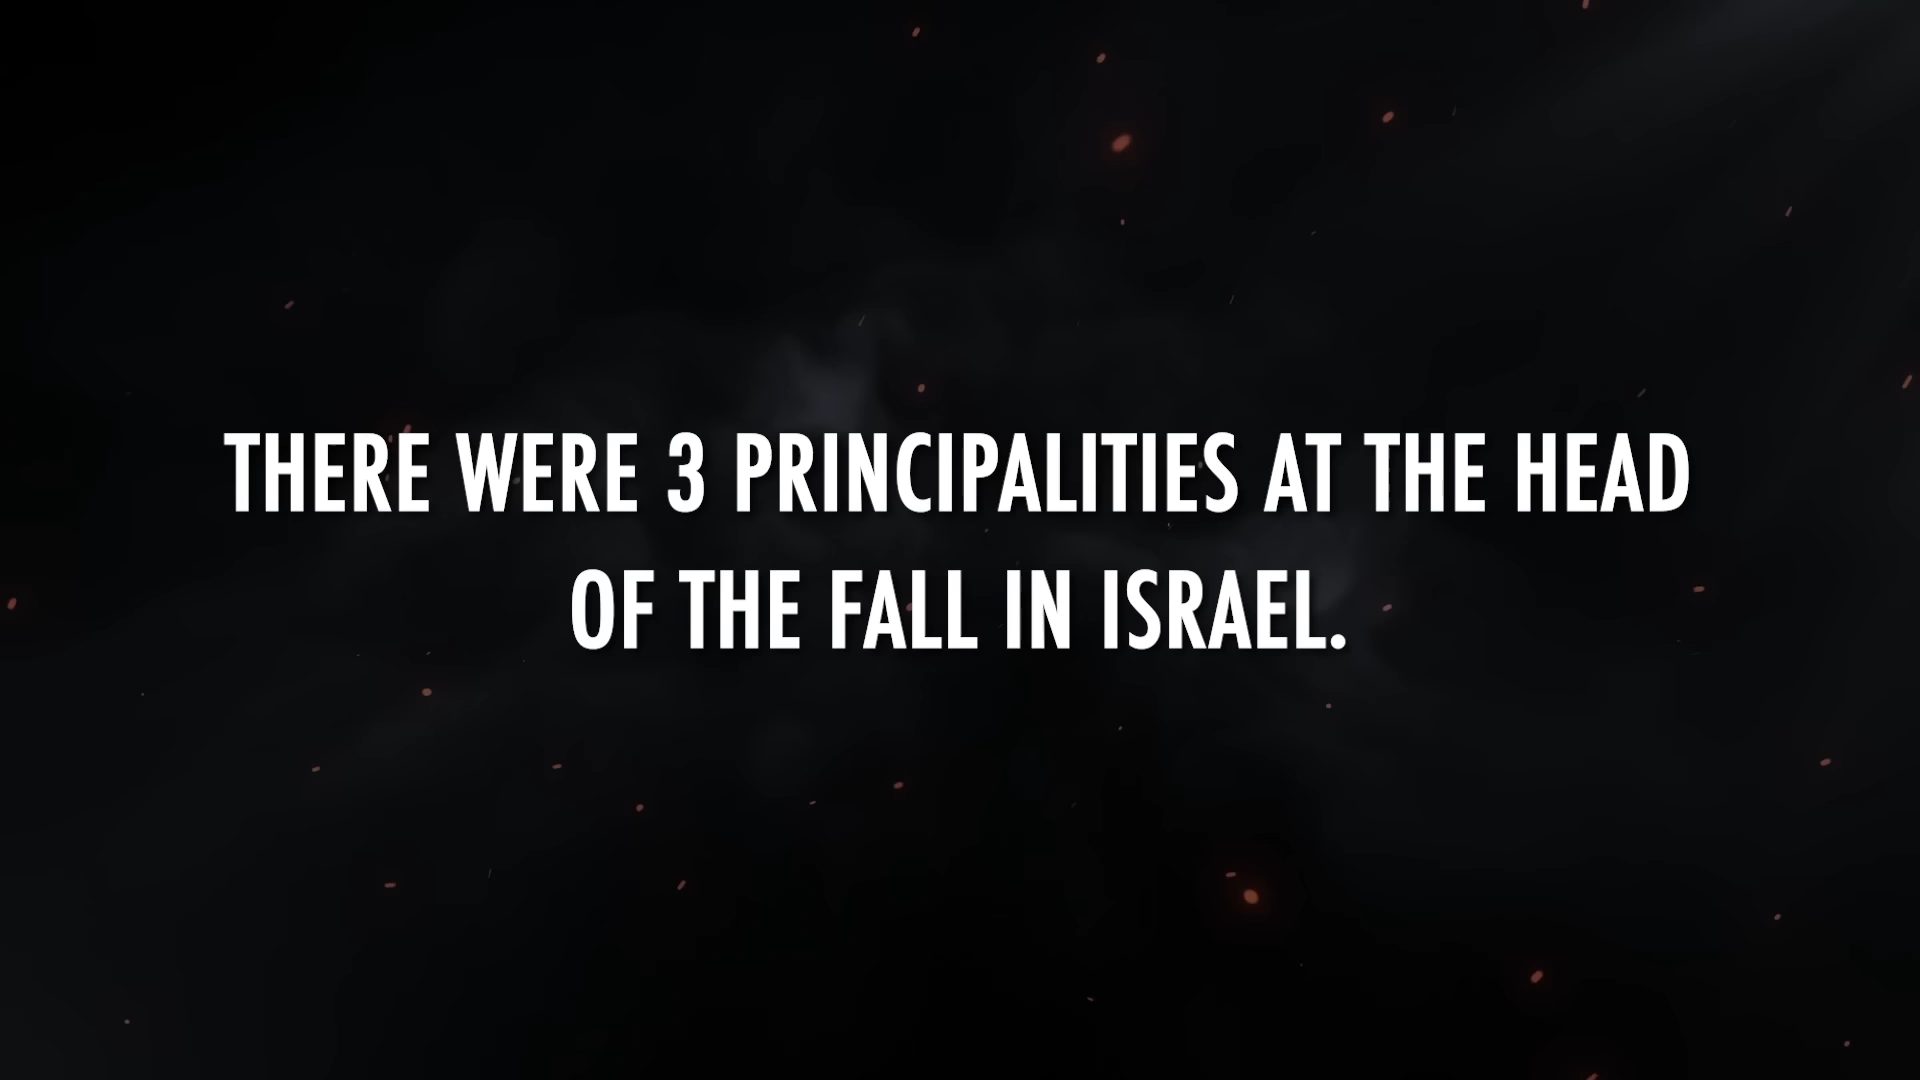 THERE WERE 3 PRINCIPALITIES AT THE HEAD
OF THE FALL IN ISRAEL.